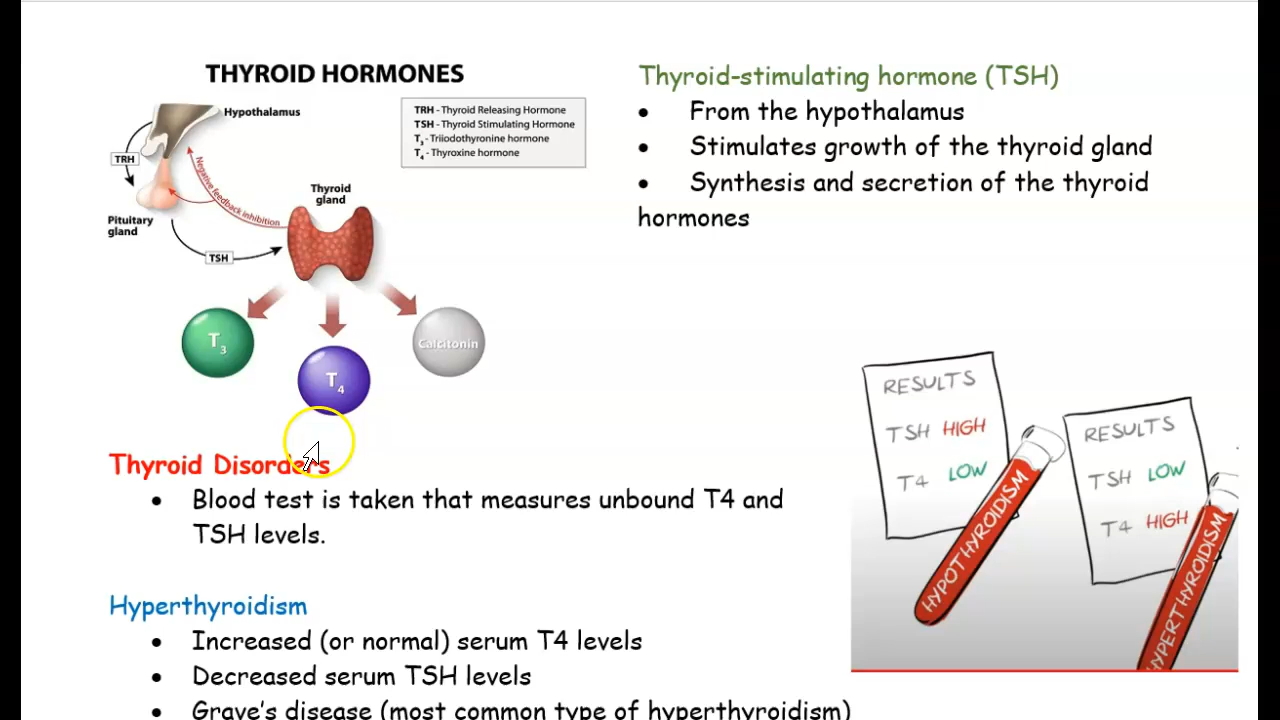 THYROID HORMONES
Hypothalamus
TRH - Thyroid Releasing Hormone
TSH - Thyroid Stimulating Hormone
T3 - Triiodothyronine hormone
T4 - Thyroxine hormone
TRH
Negative feedback inhibition
Thyroid
gland
Pituitary
gland
TSH
T3
T4
Calcitonin
Thyroid-stimulating hormone (TSH)
• From the hypothalamus
• Stimulates growth of the thyroid gland
• Synthesis and secretion of the thyroid
hormones
RESULTS
TSH HIGH
T4 LOW
HYPOTHYROIDISM
RESULTS
TSH LOW
T4 HIGH
HYPERTHYROIDISM
Thyroid Disorders
• Blood test is taken that measures unbound T4 and
TSH levels.
Hyperthyroidism
• Increased (or normal) serum T4 levels
• Decreased serum TSH levels
• Grave's disease (most common type of hyperthyroidism)